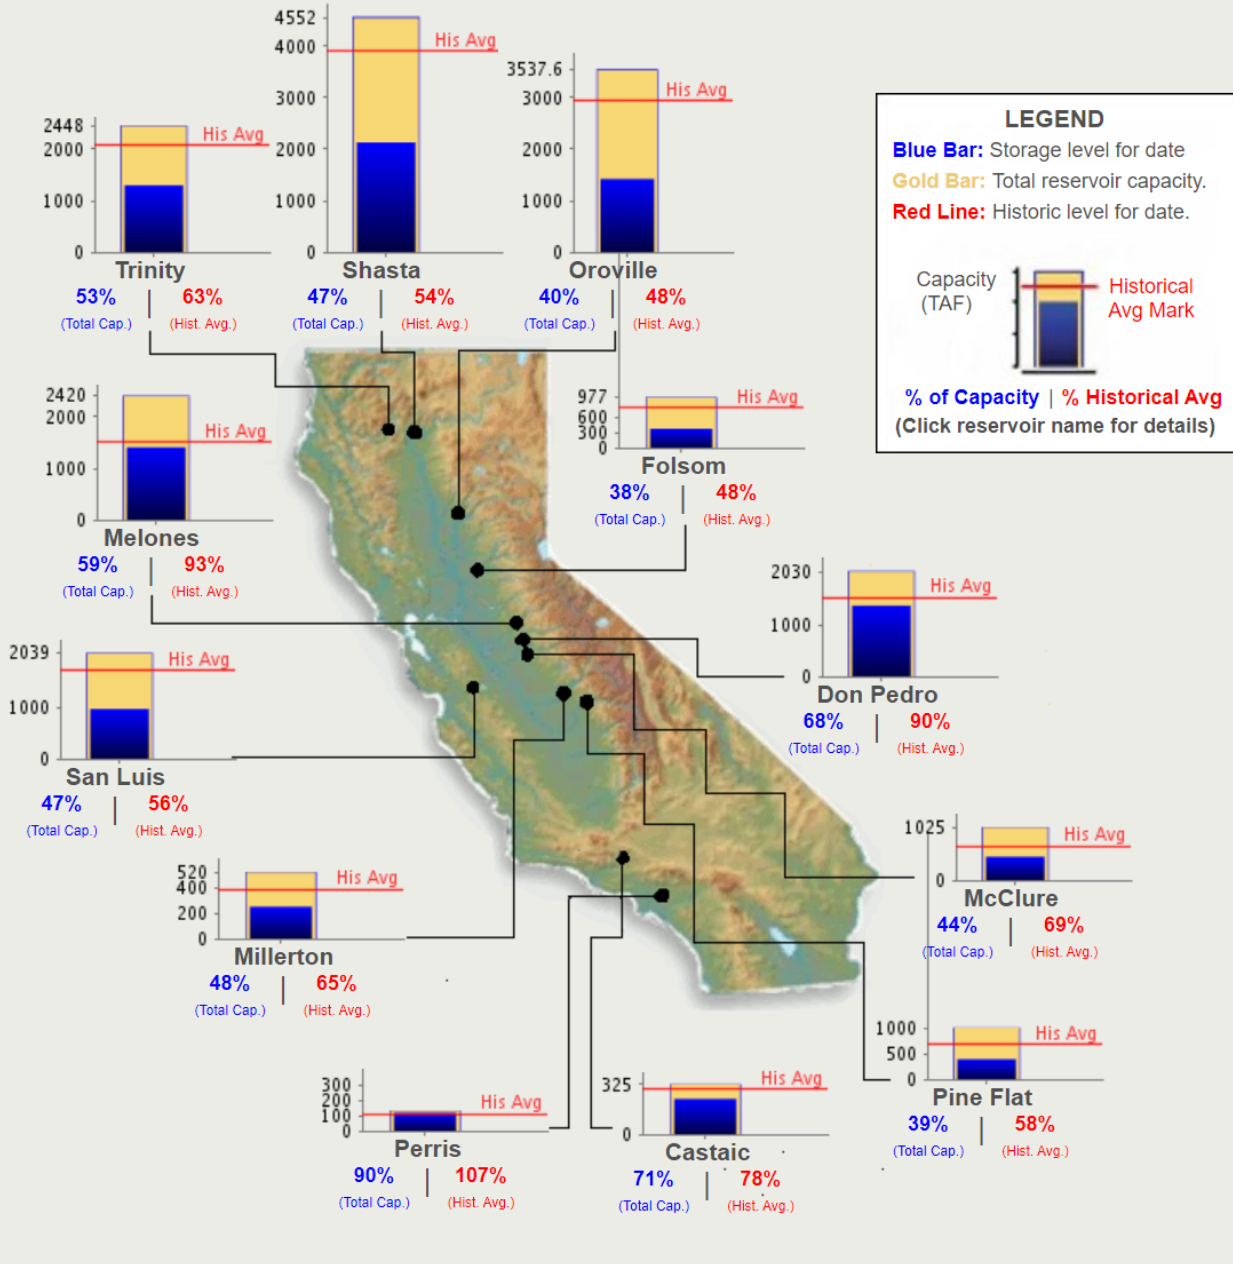 4552
4000
3000
2000
1000
0
His Avg
Shasta
47% | 54%
(Total Cap.) (Hist. Avg.)
3537.6
3000
2000
1000
0
His Avg
Oroville
40% | 48%
(Total Cap.) (Hist. Avg.)
2448
2000
1000
0
His Avg
Trinity
53% | 63%
(Total Cap.) (Hist. Avg.)
LEGEND
Blue Bar: Storage level for date
Gold Bar: Total reservoir capacity.
Red Line: Historic level for date.
Capacity
(TAF)
Historical
Avg Mark
% of Capacity | % Historical Avg
(Click reservoir name for details)
2420
2000
1000
0
His Avg
Melones
59% | 93%
(Total Cap.) (Hist. Avg.)
977
600
300
0
His Avg
Folsom
38% | 48%
(Total Cap.) (Hist. Avg.)
2030
1000
0
His Avg
Don Pedro
68% | 90%
(Total Cap.) (Hist. Avg.)
2039
1000
0
His Avg
San Luis
47% | 56%
(Total Cap.) (Hist. Avg.)
1025
0
His Avg
McClure
44% | 69%
(Total Cap.) (Hist. Avg.)
520
400
200
0
His Avg
Millerton
48% | 65%
(Total Cap.) (Hist. Avg.)
1000
500
0
His Avg
Pine Flat
39% | 58%
(Total Cap.) (Hist. Avg.)
300
200
100
0
His Avg
Perris
90% | 107%
(Total Cap.) (Hist. Avg.)
325
0
His Avg
Castaic
71% | 78%
(Total Cap.) (Hist. Avg.)